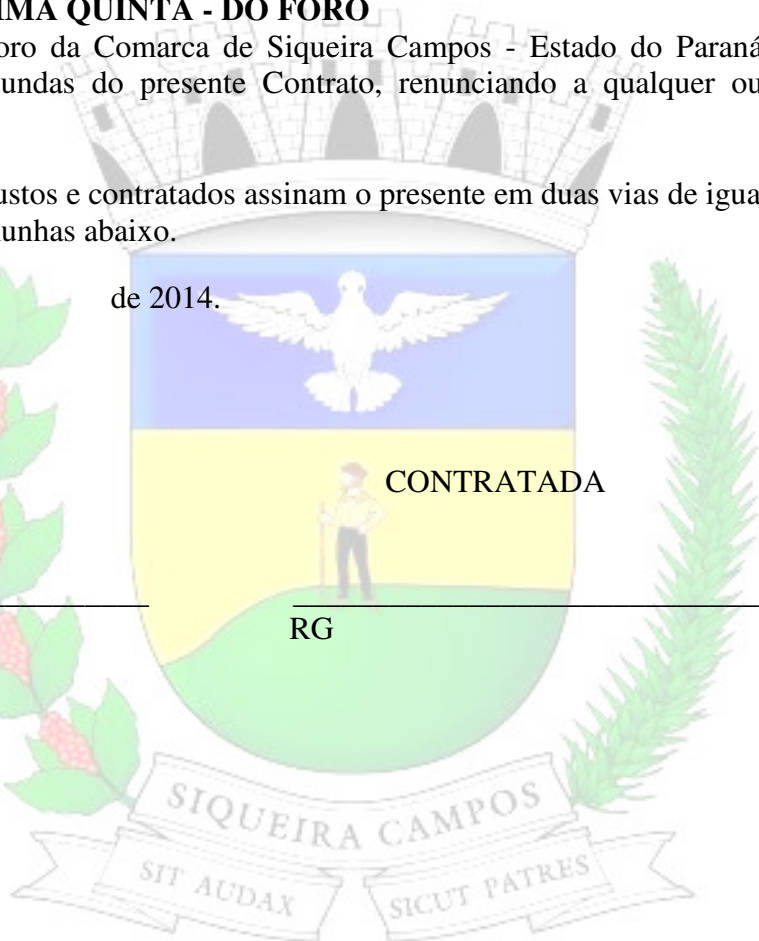 IMA QUINTA - DO FORO
oro da Comarca de Siqueira Campos - Estado do Paraná
undas do presente Contrato, renunciando a qualquer ou
ustos e contratados assinam o presente em duas vias de igua
unhas abaixo.
de 2014.
CONTRATADA
RG
SIQUEIRA CAMPOS
SIT AUDAX SICUT PATRES